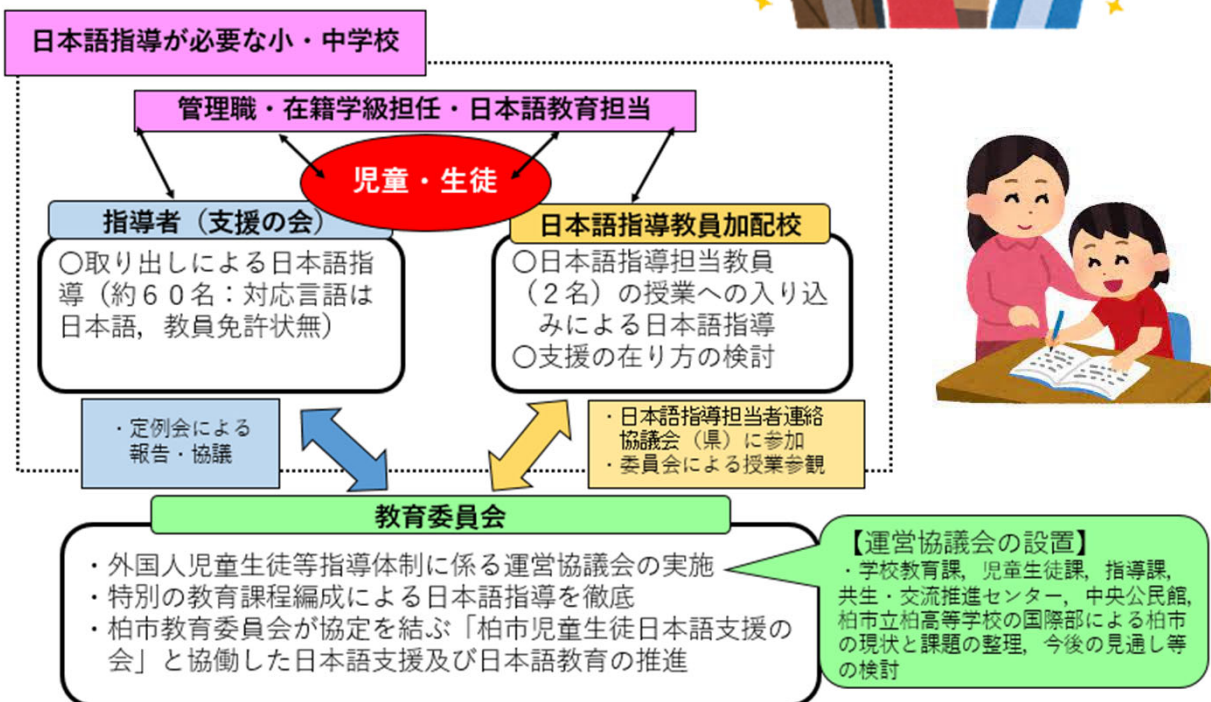 日本語指導が必要な小・中学校
管理職・在籍学級担任・日本語教育担当
児童・生徒
指導者（支援の会）
〇取り出しによる日本語指
導（約６０名：対応言語は
日本語，教員免許状無）
日本語指導教員加配校
〇日本語指導担当教員
（２名）の授業への入り込
みによる日本語指導
〇支援の在り方の検討
・定例会による
報告・協議
・日本語指導担当者連絡
協議会（県）に参加
・委員会による授業参観
教育委員会
・外国人児童生徒等指導体制に係る運営協議会の実施
・特別の教育課程編成による日本語指導を徹底
・柏市教育委員会が協定を結ぶ「柏市児童生徒日本語支援の
会」と協働した日本語支援及び日本語教育の推進
【運営協議会の設置】
・学校教育課，児童生徒課，指導課，
共生・交流推進センター，中央公民館，
柏市立柏高等学校の国際部による柏市
の現状と課題の整理，今後の見通し等
の検討